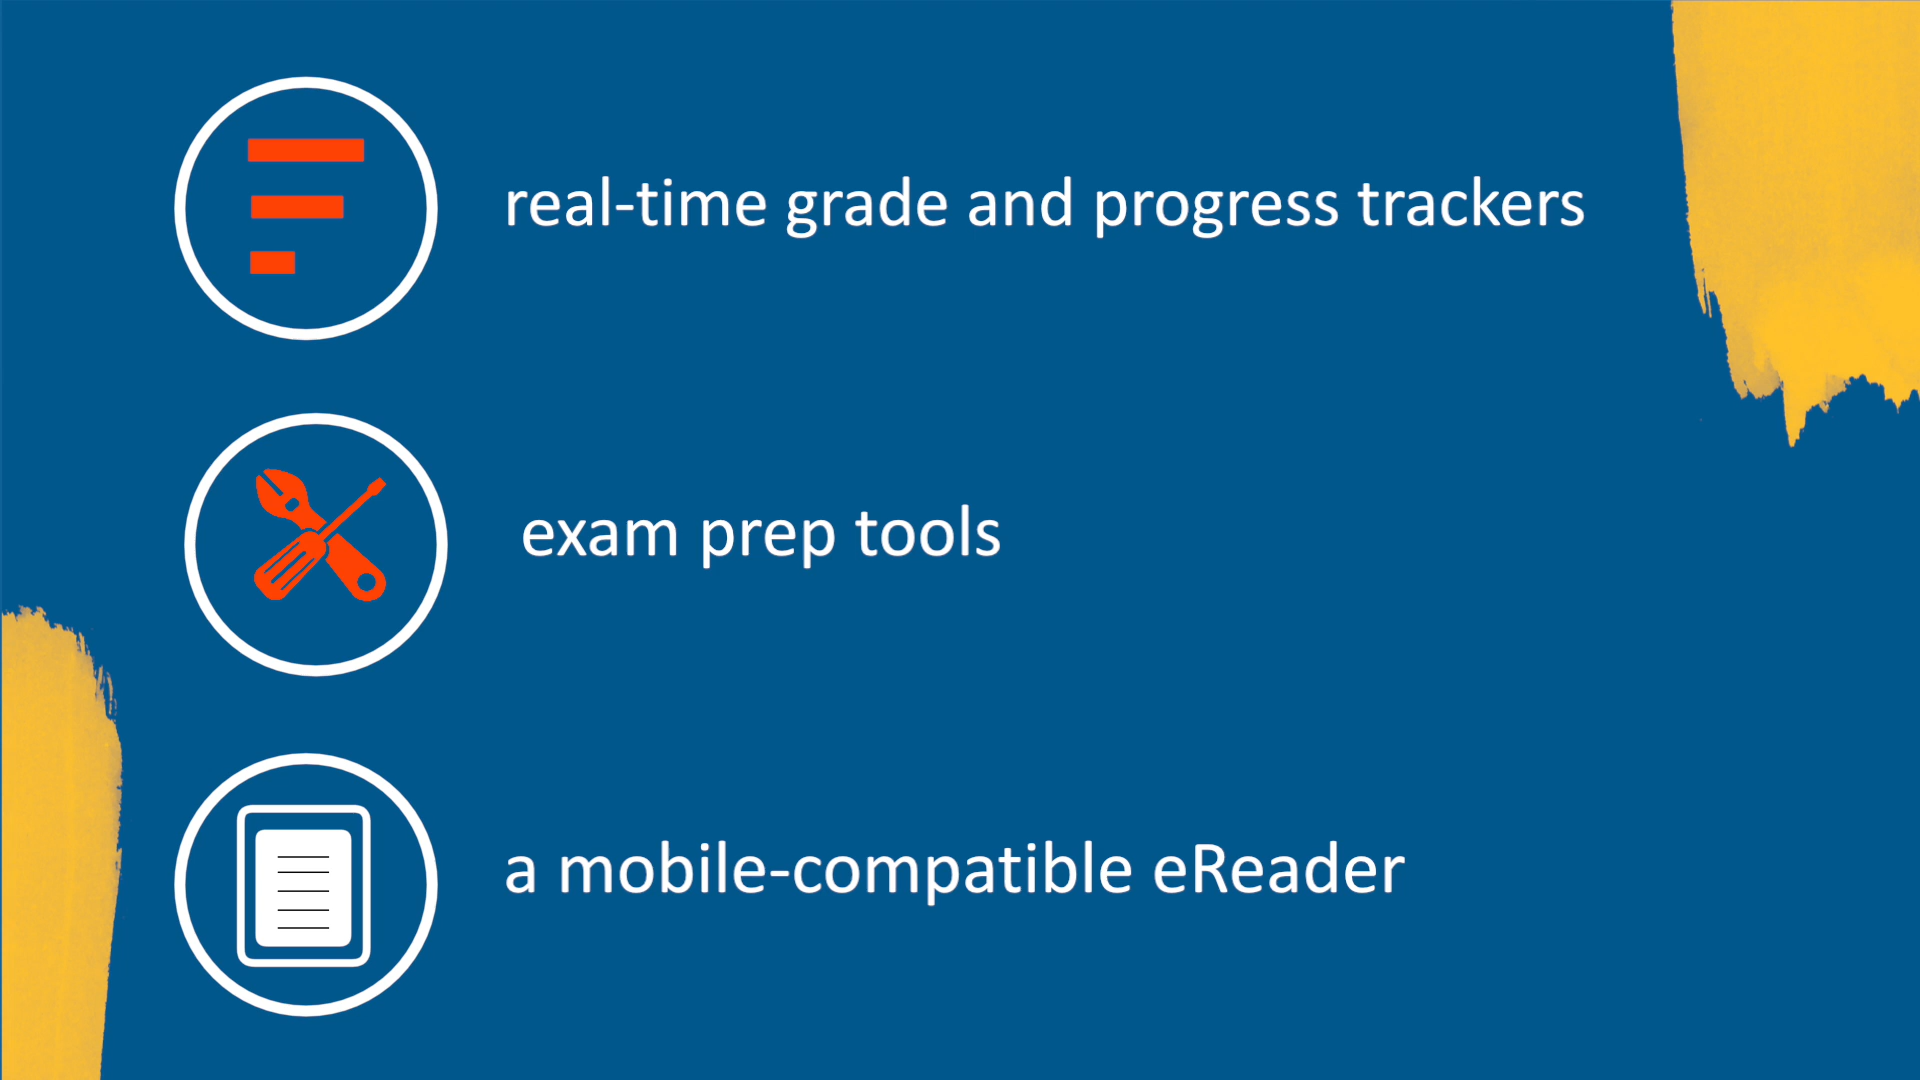 real-time grade and progress trackers
exam prep tools
a mobile-compatible eReader